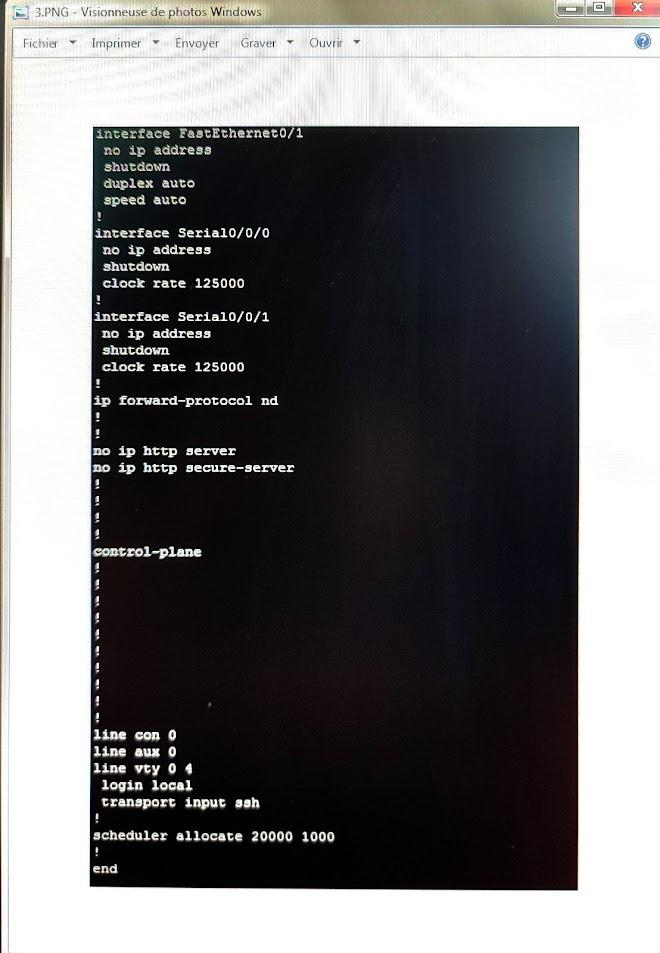 3.PNG - Visionneuse de photos Windows
Fichier Imprimer Envoyer Graver Ouvrir
interface FastEthernet0/1
no ip address
shutdown
duplex auto
speed auto
!
interface Serial0/0/0
no ip address
shutdown
clock rate 125000
!
interface Serial0/0/1
no ip address
shutdown
clock rate 125000
!
ip forward-protocol nd
!
!
no ip http server
no ip http secure-server
!
!
!
!
control-plane
!
!
!
!
!
!
!
!
!
!
line con 0
line aux 0
line vty 0 4
login local
transport input ssh
!
scheduler allocate 20000 1000
!
end